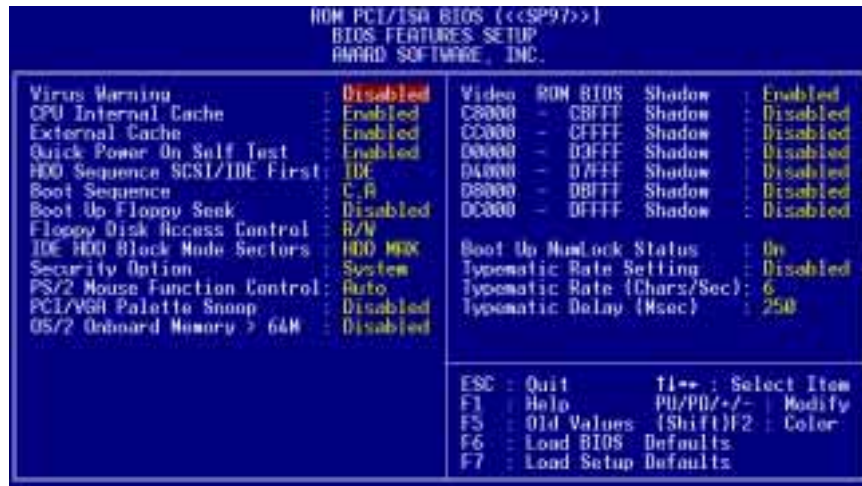 ROM PCI/ISA BIOS (<<SP97>>)
BIOS FEATURES SETUP
AWARD SOFTWARE, INC.
Virus Warning : Disabled
CPU Internal Cache : Enabled
External Cache : Enabled
Quick Power On Self Test : Enabled
HDD Sequence SCSI/IDE First: IDE
Boot Sequence : C,A
Boot Up Floppy Seek : Disabled
Floppy Disk Access Control : R/W
IDE HDD Block Mode Sectors : HDD MAX
Security Option : System
PS/2 Mouse Function Control: Auto
PCI/VGA Palette Snoop : Disabled
OS/2 Onboard Memory > 64M : Disabled
Video ROM BIOS Shadow : Enabled
C8000 - CBFFF Shadow : Disabled
CC000 - CFFFF Shadow : Disabled
D0000 - D3FFF Shadow : Disabled
D4000 - D7FFF Shadow : Disabled
D8000 - DBFFF Shadow : Disabled
DC000 - DFFFF Shadow : Disabled
Boot Up NumLock Status : On
Typematic Rate Setting : Disabled
Typematic Rate (Chars/Sec): 6
Typematic Delay (Msec) : 250
ESC : Quit ↑↓→← : Select Item
F1 : Help PU/PD/+/- : Modify
F5 : Old Values (Shift)F2 : Color
F6 : Load BIOS Defaults
F7 : Load Setup Defaults